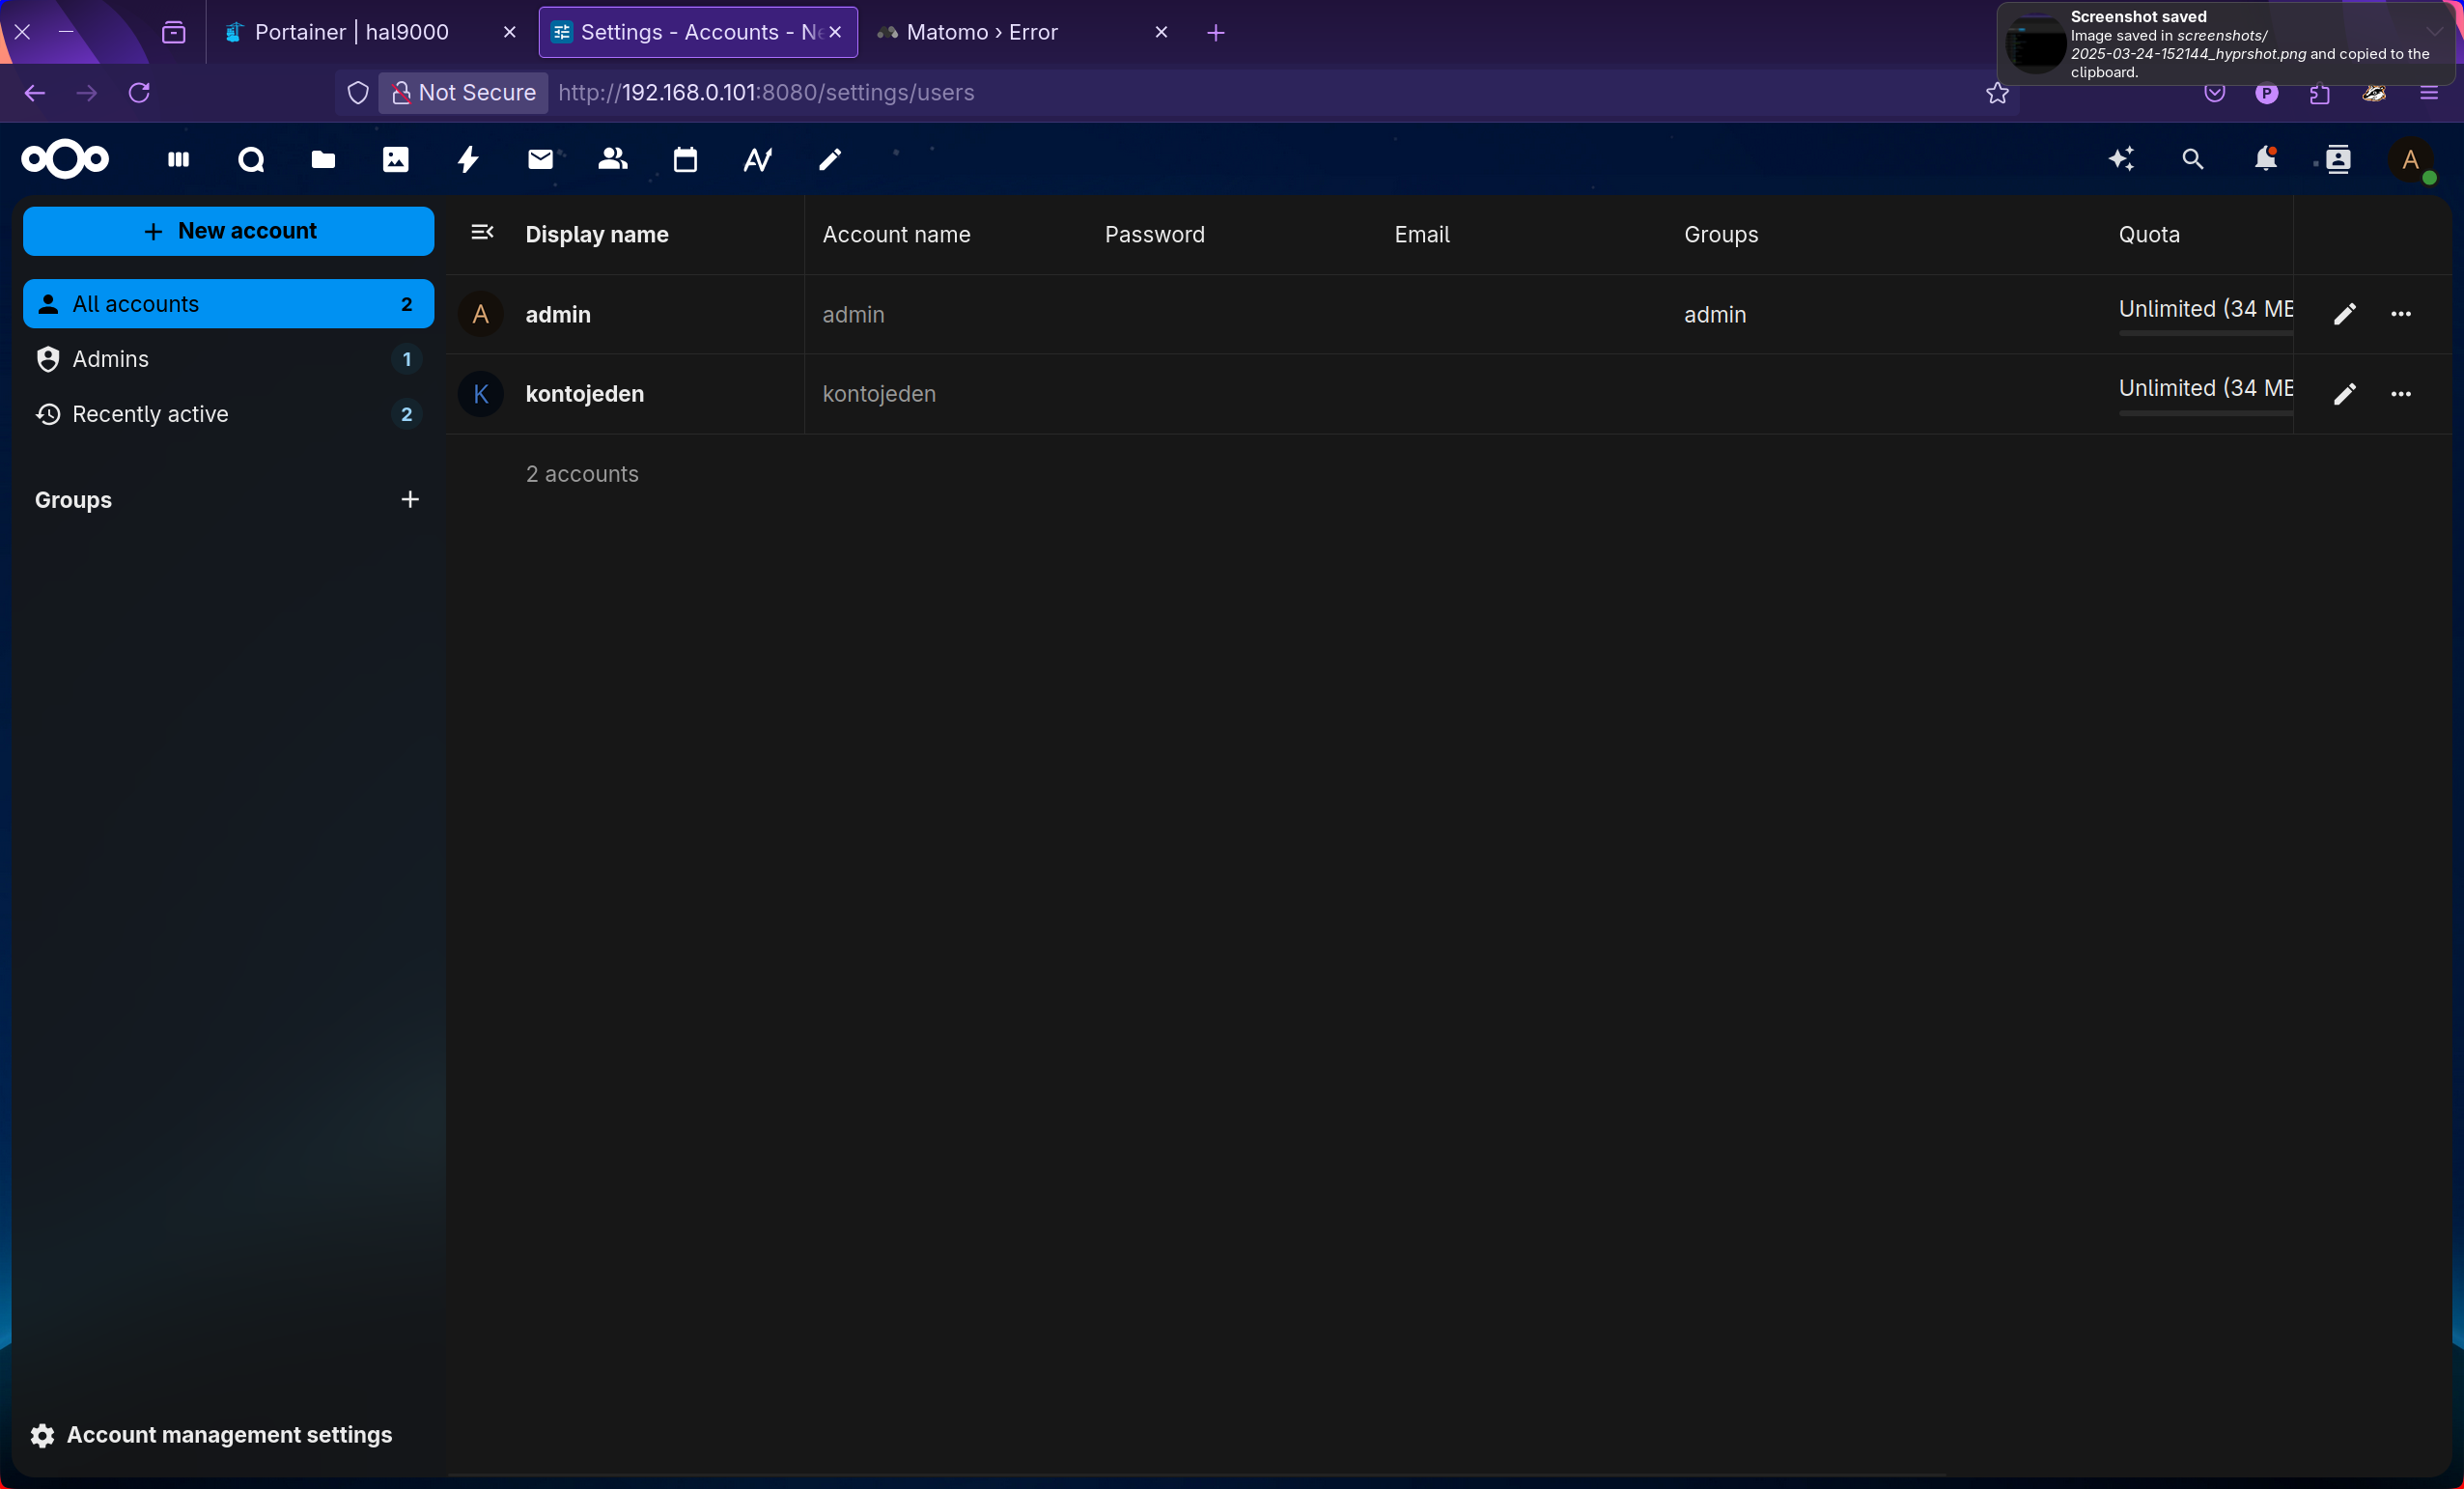 Portainer | hal9000
Settings - Accounts - Ne
Matomo › Error
Screenshot saved
Image saved in screenshots/
2025-03-24-152144_hyprshot.png and copied to the
clipboard.
Not Secure
http://192.168.0.101:8080/settings/users
P
A
New account
All accounts 2
Admins 1
Recently active 2
Groups
Display name Account name Password Email Groups Quota
A admin admin admin Unlimited (34 MB
K kontojeden kontojeden Unlimited (34 MB
2 accounts
Account management settings